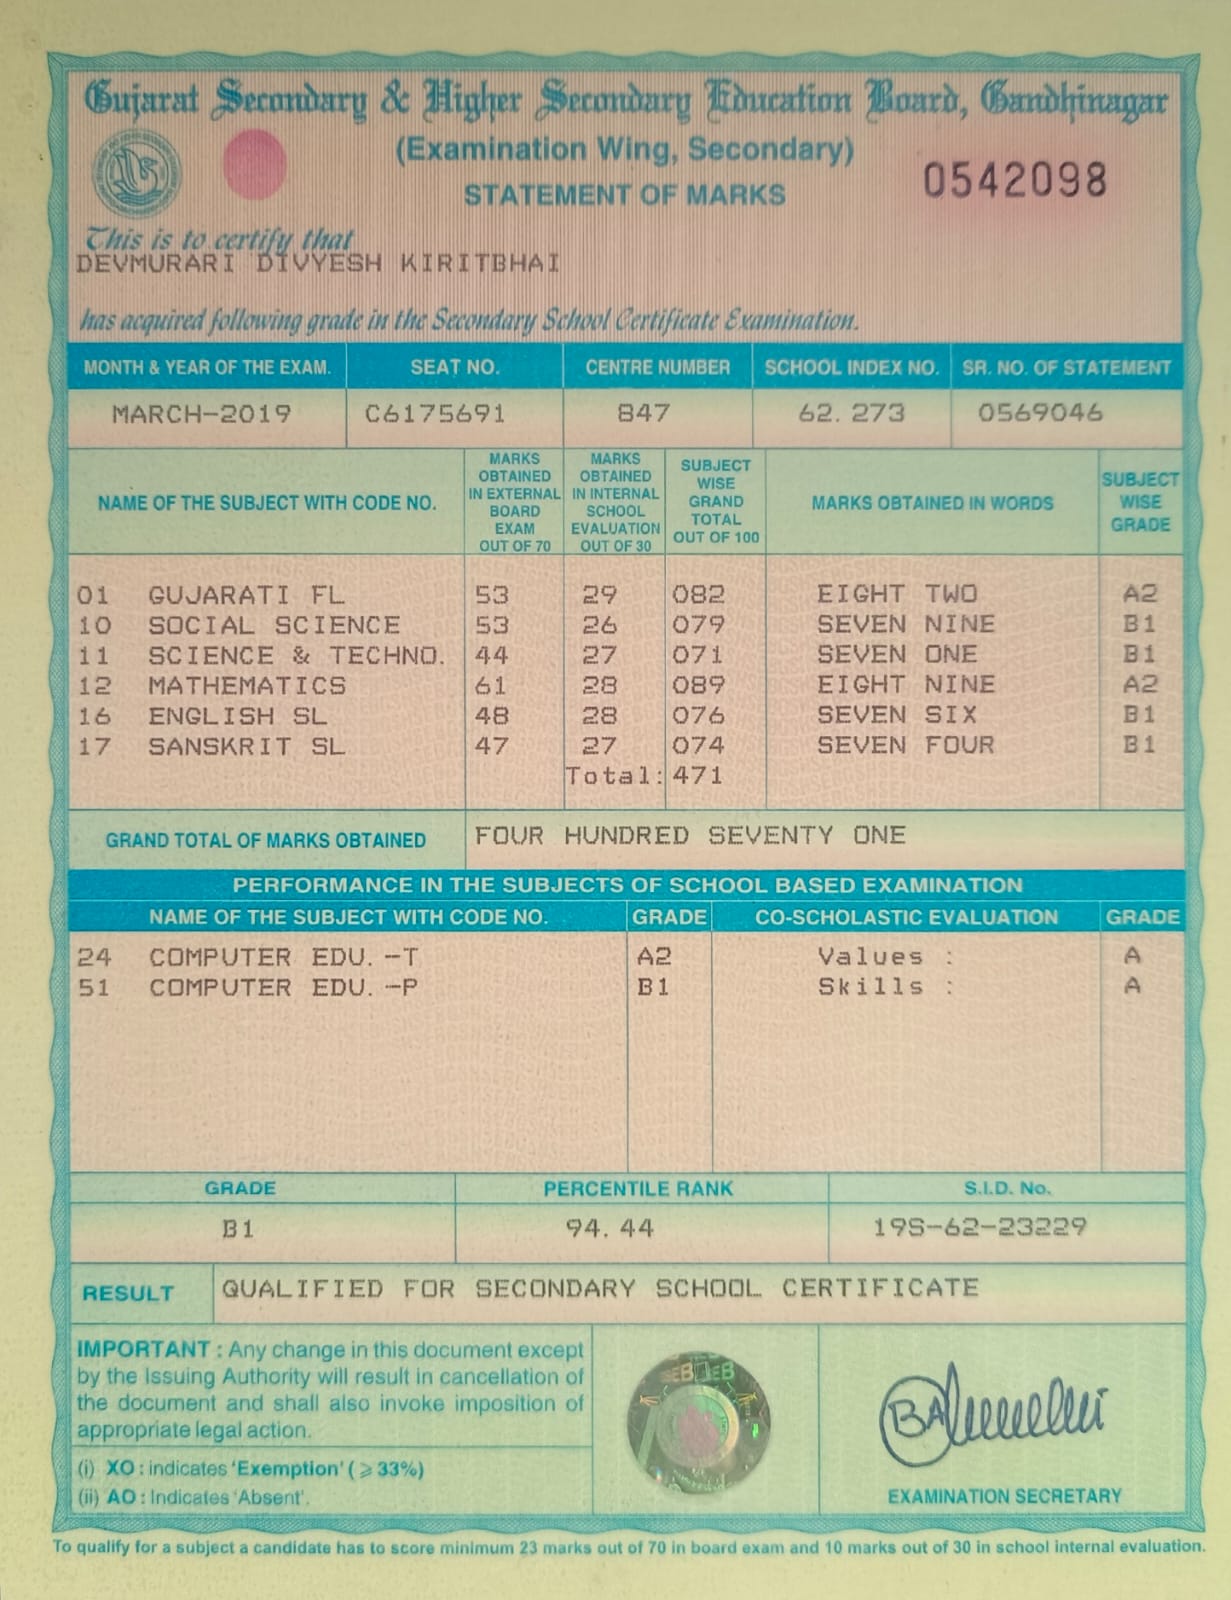 Gujarat Secondary & Higher Secondary Education Board, Gandhinagar
(Examination Wing, Secondary)
STATEMENT OF MARKS
0542098
This is to certify that
DEVMURARI DIVYESH KIRITBHAI
has acquired following grade in the Secondary School Certificate Examination.
MONTH & YEAR OF THE EXAM. SEAT NO. CENTRE NUMBER SCHOOL INDEX NO. SR. NO. OF STATEMENT
MARCH-2019 C6175691 847 62.273 0569046
NAME OF THE SUBJECT WITH CODE NO. MARKS OBTAINED IN EXTERNAL BOARD EXAM OUT OF 70 MARKS OBTAINED IN INTERNAL SCHOOL EVALUATION OUT OF 30 SUBJECT WISE GRAND TOTAL OUT OF 100 MARKS OBTAINED IN WORDS SUBJECT WISE GRADE
01 GUJARATI FL 53 29 082 EIGHT TWO A2
10 SOCIAL SCIENCE 53 26 079 SEVEN NINE B1
11 SCIENCE & TECHNO. 44 27 071 SEVEN ONE B1
12 MATHEMATICS 61 28 089 EIGHT NINE A2
16 ENGLISH SL 48 28 076 SEVEN SIX B1
17 SANSKRIT SL 47 27 074 SEVEN FOUR B1
Total: 471
GRAND TOTAL OF MARKS OBTAINED FOUR HUNDRED SEVENTY ONE
PERFORMANCE IN THE SUBJECTS OF SCHOOL BASED EXAMINATION
NAME OF THE SUBJECT WITH CODE NO. GRADE CO-SCHOLASTIC EVALUATION GRADE
24 COMPUTER EDU. -T A2 Values : A
51 COMPUTER EDU. -P B1 Skills : A
GRADE PERCENTILE RANK S.I.D. No.
B1 94.44 19S-62-23229
RESULT QUALIFIED FOR SECONDARY SCHOOL CERTIFICATE
IMPORTANT : Any change in this document except
by the Issuing Authority will result in cancellation of
the document and shall also invoke imposition of
appropriate legal action.
(i) XO : indicates 'Exemption' (⩾33%)
(ii) AO : Indicates 'Absent'.
EXAMINATION SECRETARY
To qualify for a subject a candidate has to score minimum 23 marks out of 70 in board exam and 10 marks out of 30 in school internal evaluation.